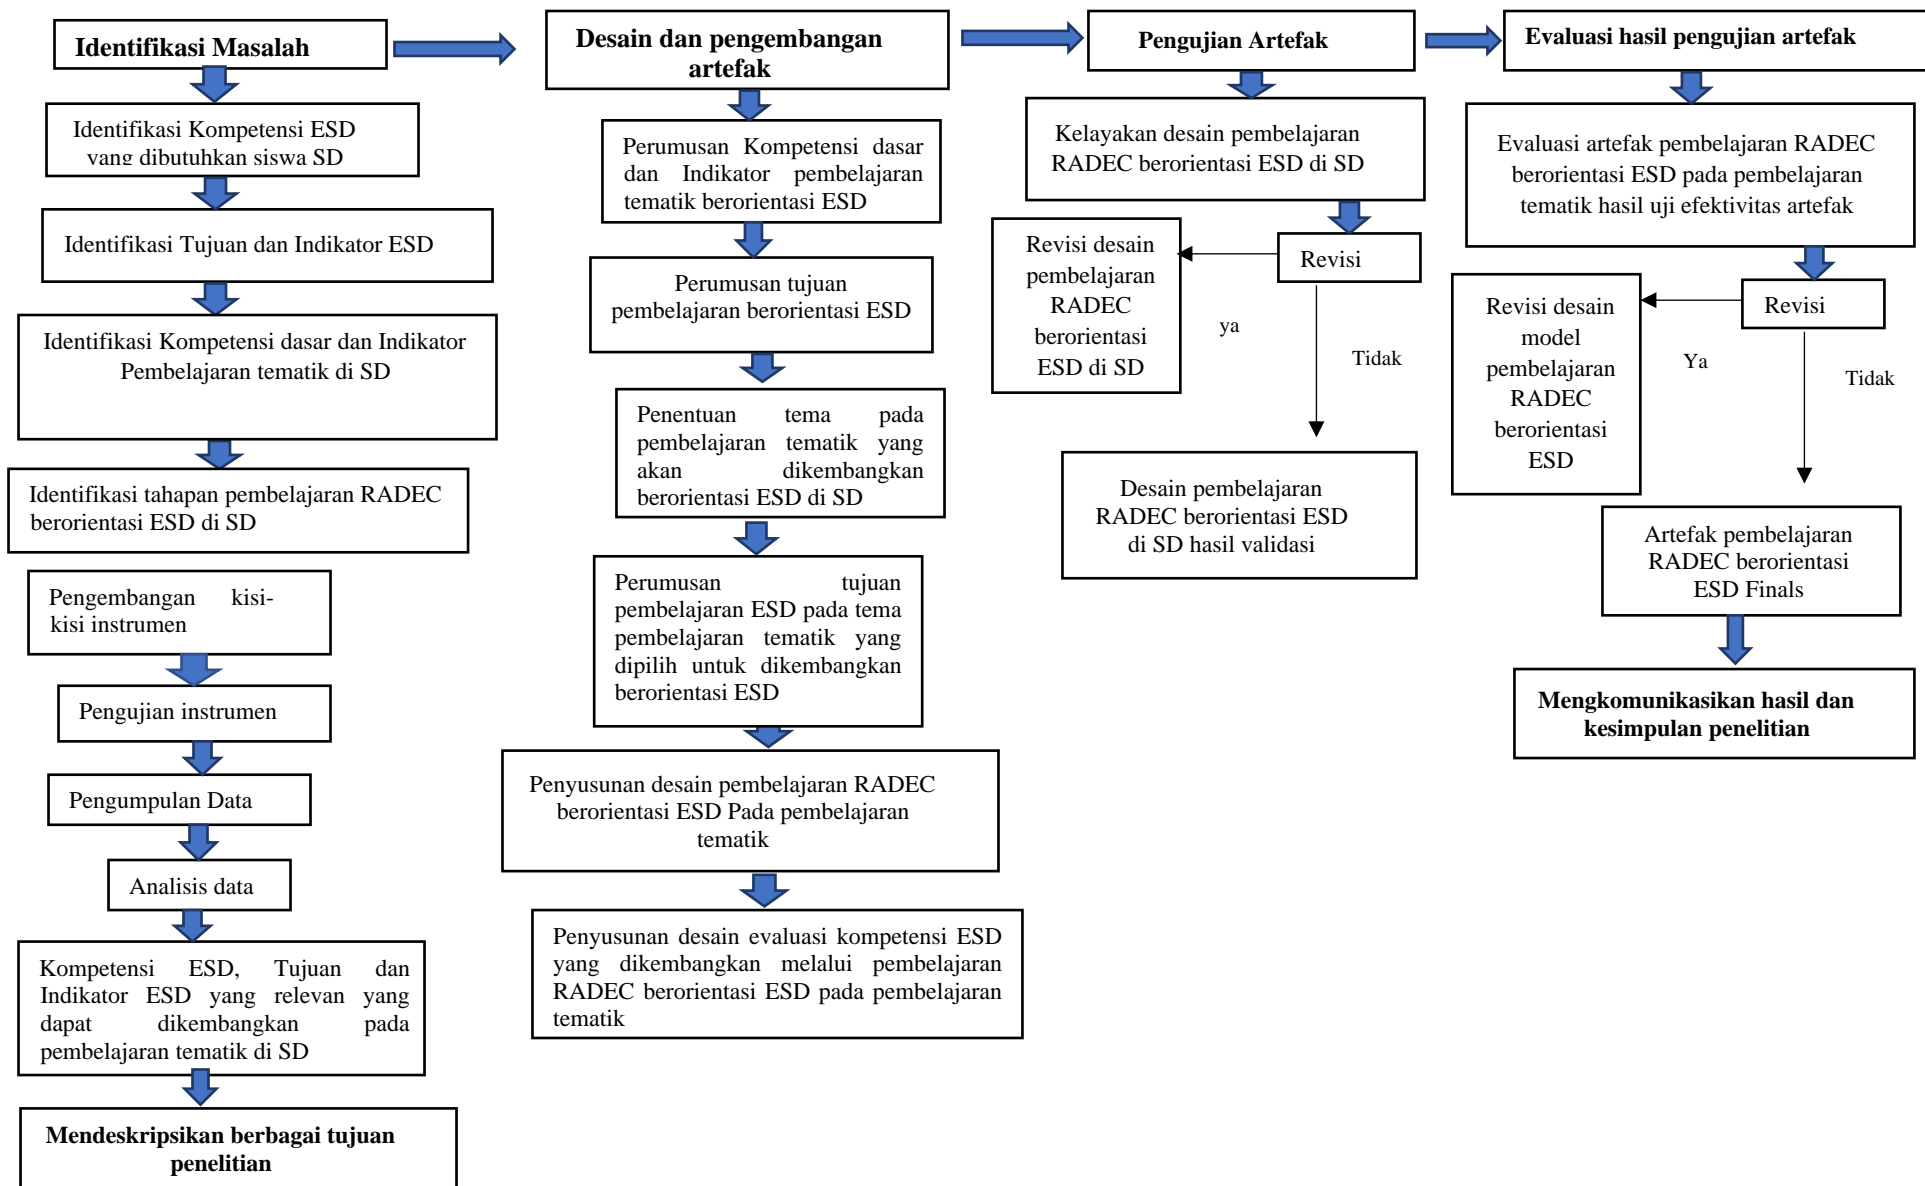 Identifikasi Masalah
Identifikasi Kompetensi ESD
yang dibutuhkan siswa SD
Identifikasi Tujuan dan Indikator ESD
Identifikasi Kompetensi dasar dan Indikator
Pembelajaran tematik di SD
Identifikasi tahapan pembelajaran RADEC
berorientasi ESD di SD
Pengembangan kisi-
kisi instrumen
Pengujian instrumen
Pengumpulan Data
Analisis data
Kompetensi ESD, Tujuan dan
Indikator ESD yang relevan yang
dapat dikembangkan pada
pembelajaran tematik di SD
Mendeskripsikan berbagai tujuan
penelitian
Desain dan pengembangan
artefak
Perumusan Kompetensi dasar
dan Indikator pembelajaran
tematik berorientasi ESD
Perumusan tujuan
pembelajaran berorientasi ESD
Penentuan tema pada
pembelajaran tematik yang
akan dikembangkan
berorientasi ESD di SD
Perumusan tujuan
pembelajaran ESD pada tema
pembelajaran tematik yang
dipilih untuk dikembangkan
berorientasi ESD
Penyusunan desain pembelajaran RADEC
berorientasi ESD Pada pembelajaran
tematik
Penyusunan desain evaluasi kompetensi ESD
yang dikembangkan melalui pembelajaran
RADEC berorientasi ESD pada pembelajaran
tematik
Pengujian Artefak
Kelayakan desain pembelajaran
RADEC berorientasi ESD di SD
Revisi
Revisi desain
pembelajaran
RADEC
berorientasi
ESD di SD
ya
Tidak
Desain pembelajaran
RADEC berorientasi ESD
di SD hasil validasi
Evaluasi hasil pengujian artefak
Evaluasi artefak pembelajaran RADEC
berorientasi ESD pada pembelajaran
tematik hasil uji efektivitas artefak
Revisi
Revisi desain
model
pembelajaran
RADEC
berorientasi
ESD
Ya
Tidak
Artefak pembelajaran
RADEC berorientasi
ESD Finals
Mengkomunikasikan hasil dan
kesimpulan penelitian